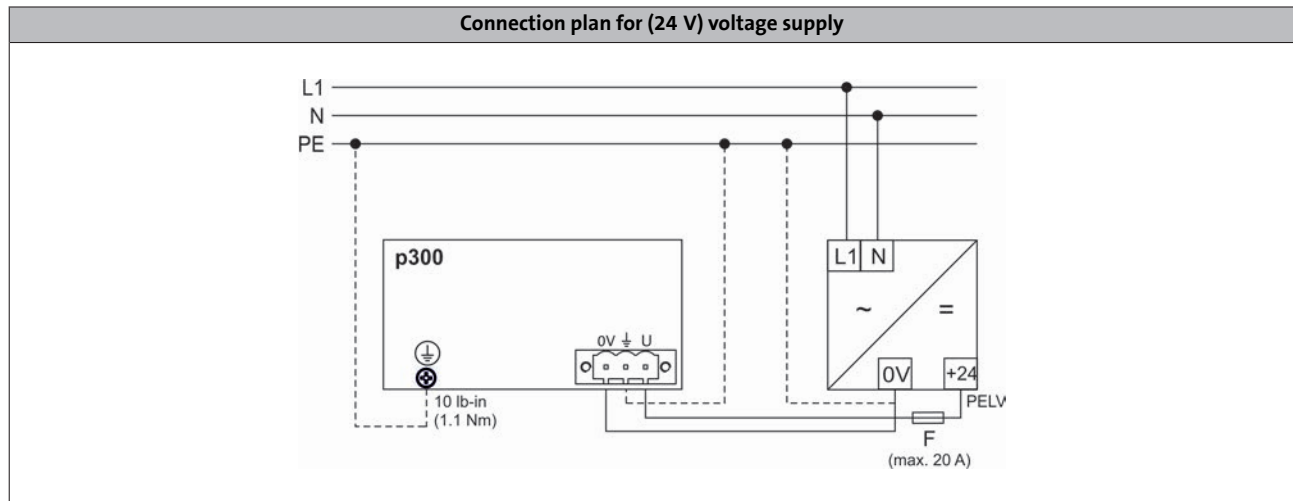 Connection plan for (24 V) voltage supply
L1
N
PE
p300
L1 N
~ =
0V ⏚ U
0V +24
10 lb-in
(1.1 Nm)
PELV
F
(max. 20 A)